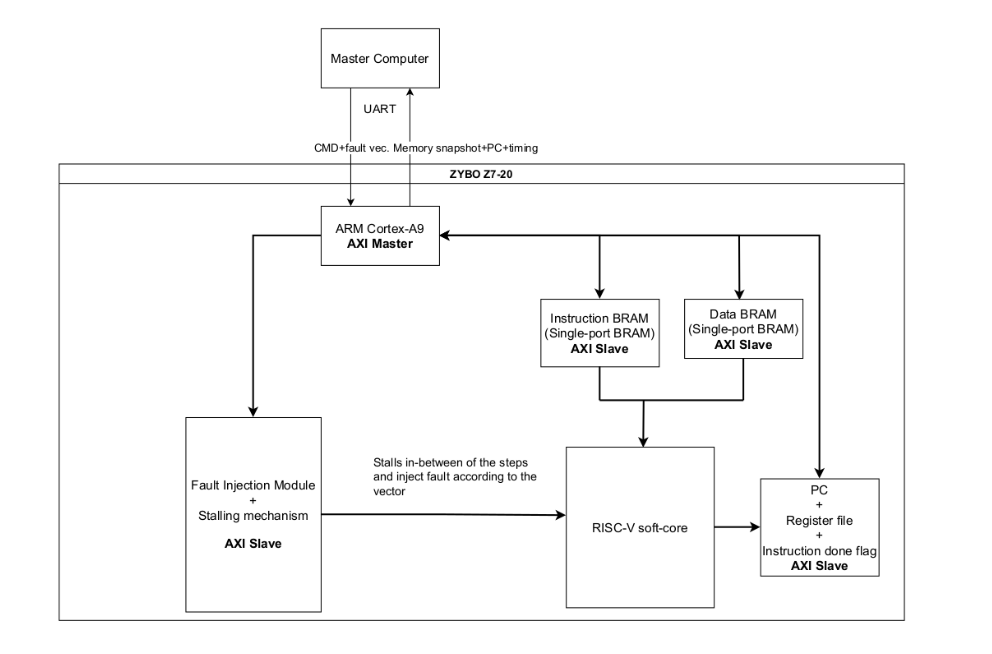 Master Computer
UART
CMD+fault vec. Memory snapshot+PC+timing
ZYBO Z7-20
ARM Cortex-A9
AXI Master
Instruction BRAM
(Single-port BRAM)
AXI Slave
Data BRAM
(Single-port BRAM)
AXI Slave
Fault Injection Module
+
Stalling mechanism
AXI Slave
Stalls in-between of the steps
and inject fault according to the
vector
RISC-V soft-core
PC
+
Register file
+
Instruction done flag
AXI Slave